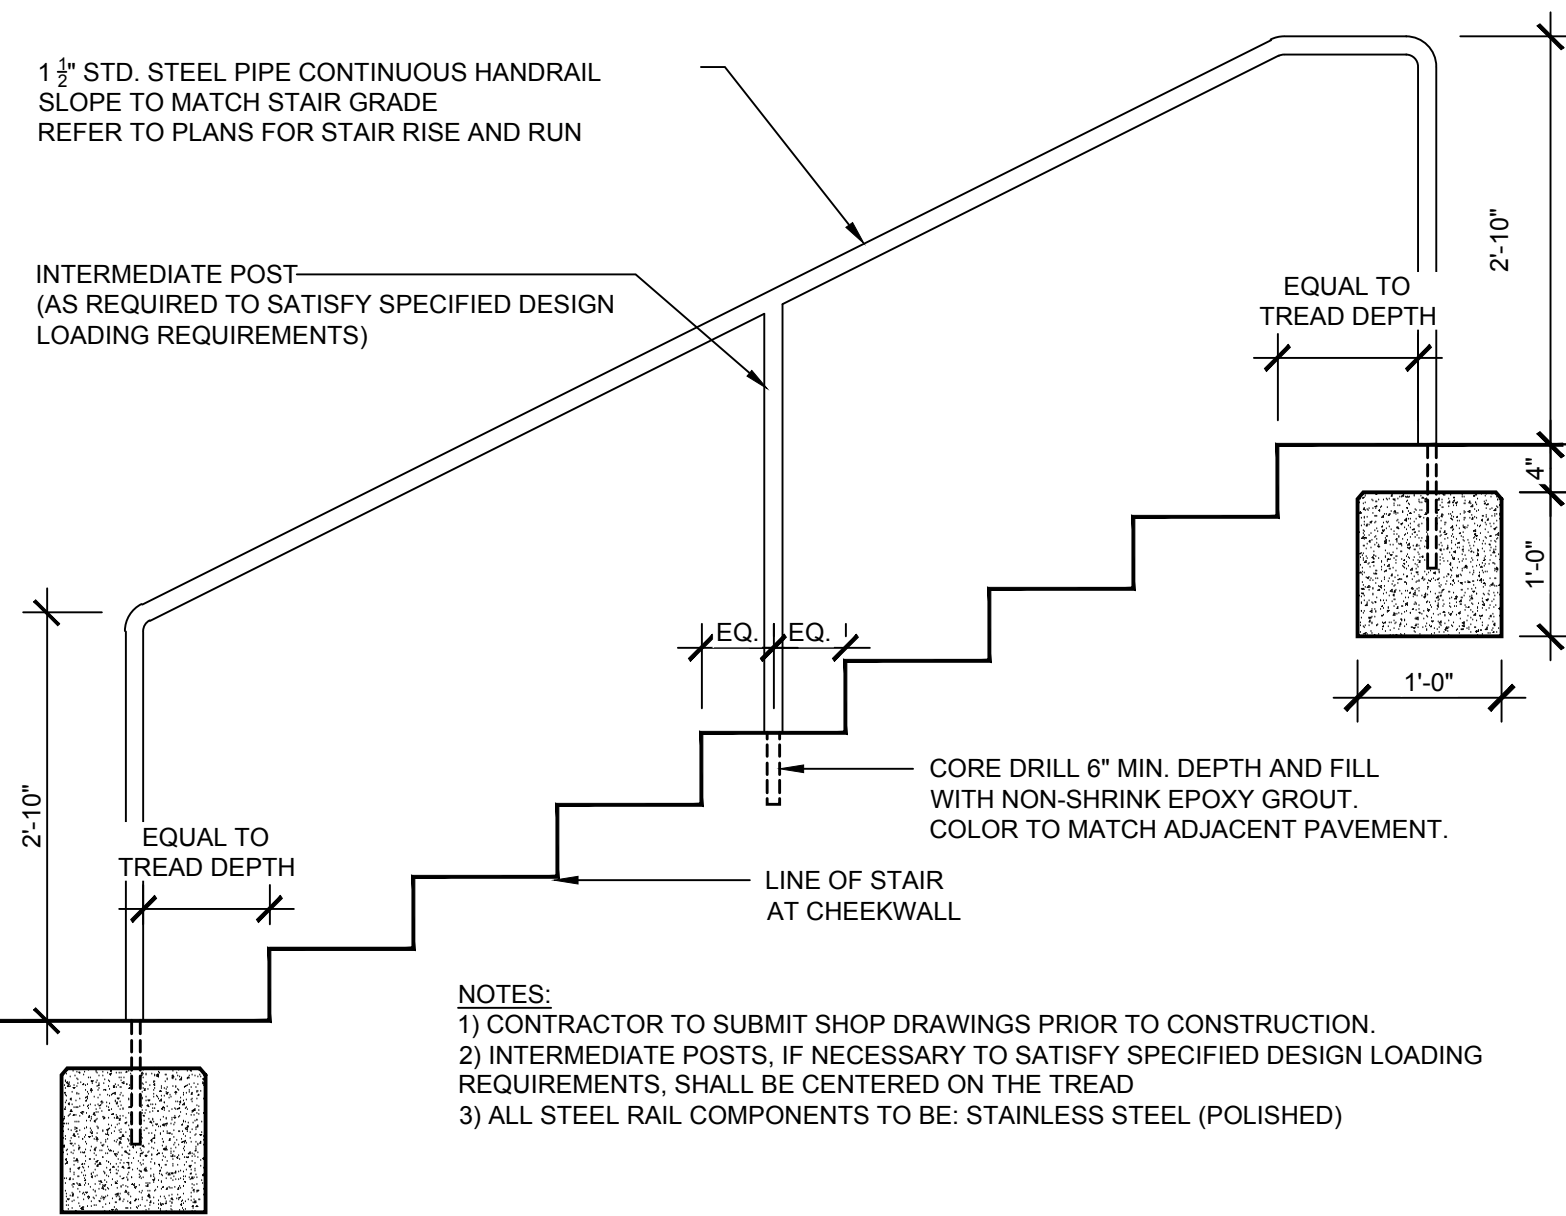 1 1/2" STD. STEEL PIPE CONTINUOUS HANDRAIL
SLOPE TO MATCH STAIR GRADE
REFER TO PLANS FOR STAIR RISE AND RUN
INTERMEDIATE POST
(AS REQUIRED TO SATISFY SPECIFIED DESIGN
LOADING REQUIREMENTS)
2'-10"
EQUAL TO
TREAD DEPTH
4"
1'-0"
1'-0"
EQ. EQ.
2'-10"
EQUAL TO
TREAD DEPTH
CORE DRILL 6" MIN. DEPTH AND FILL
WITH NON-SHRINK EPOXY GROUT.
COLOR TO MATCH ADJACENT PAVEMENT.
LINE OF STAIR
AT CHEEKWALL
NOTES:
1) CONTRACTOR TO SUBMIT SHOP DRAWINGS PRIOR TO CONSTRUCTION.
2) INTERMEDIATE POSTS, IF NECESSARY TO SATISFY SPECIFIED DESIGN LOADING
REQUIREMENTS, SHALL BE CENTERED ON THE TREAD
3) ALL STEEL RAIL COMPONENTS TO BE: STAINLESS STEEL (POLISHED)